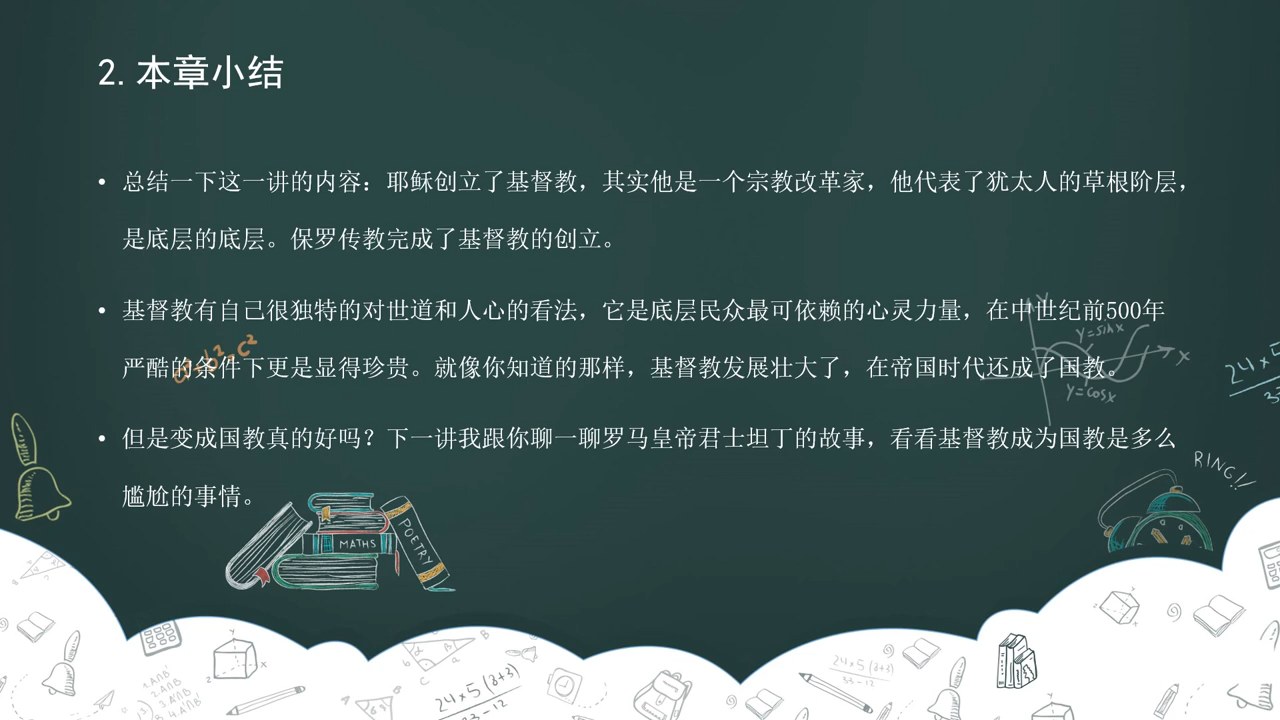 2.本章小结
• 总结一下这一讲的内容：耶稣创立了基督教，其实他是一个宗教改革家，他代表了犹太人的草根阶层，
是底层的底层。保罗传教完成了基督教的创立。
• 基督教有自己很独特的对世道和人心的看法，它是底层民众最可依赖的心灵力量，在中世纪前500年
严酷的条件下更是显得珍贵。就像你知道的那样，基督教发展壮大了，在帝国时代还成了国教。
• 但是变成国教真的好吗？下一讲我跟你聊一聊罗马皇帝君士坦丁的故事，看看基督教成为国教是多么
尴尬的事情。
y=sinx
y=cosx
X
RING!!
MATHS
POETRY
24x5(3+3)
33-12
24x5(8+3)
33-12